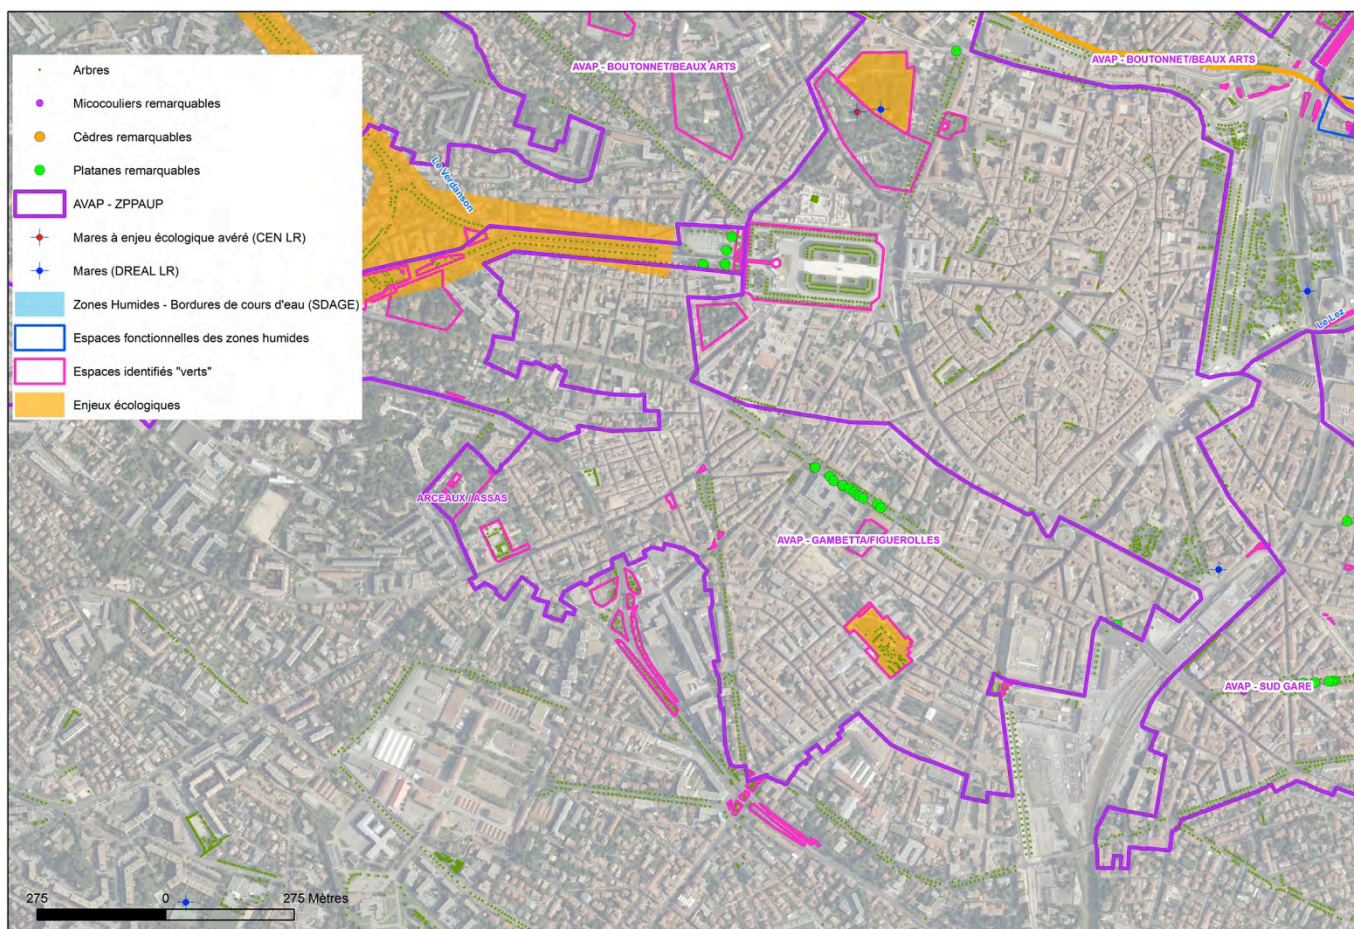 AVAP - BOUTONNET/BEAUX ARTS
AVAP - BOUTONNET/BEAUX ARTS
Arbres
Micocouliers remarquables
Cèdres remarquables
Platanes remarquables
AVAP - ZPPAUP
Mares à enjeu écologique avéré (CEN LR)
Mares (DREAL LR)
Zones Humides - Bordures de cours d'eau (SDAGE)
Espaces fonctionnelles des zones humides
Espaces identifiés "verts"
Enjeux écologiques
Le Verdanson
Le Lez
ARCEAUX / ASSAS
AVAP - GAMBETTA/FIGUEROLLES
AVAP - SUD GARE
275 0 275 Mètres